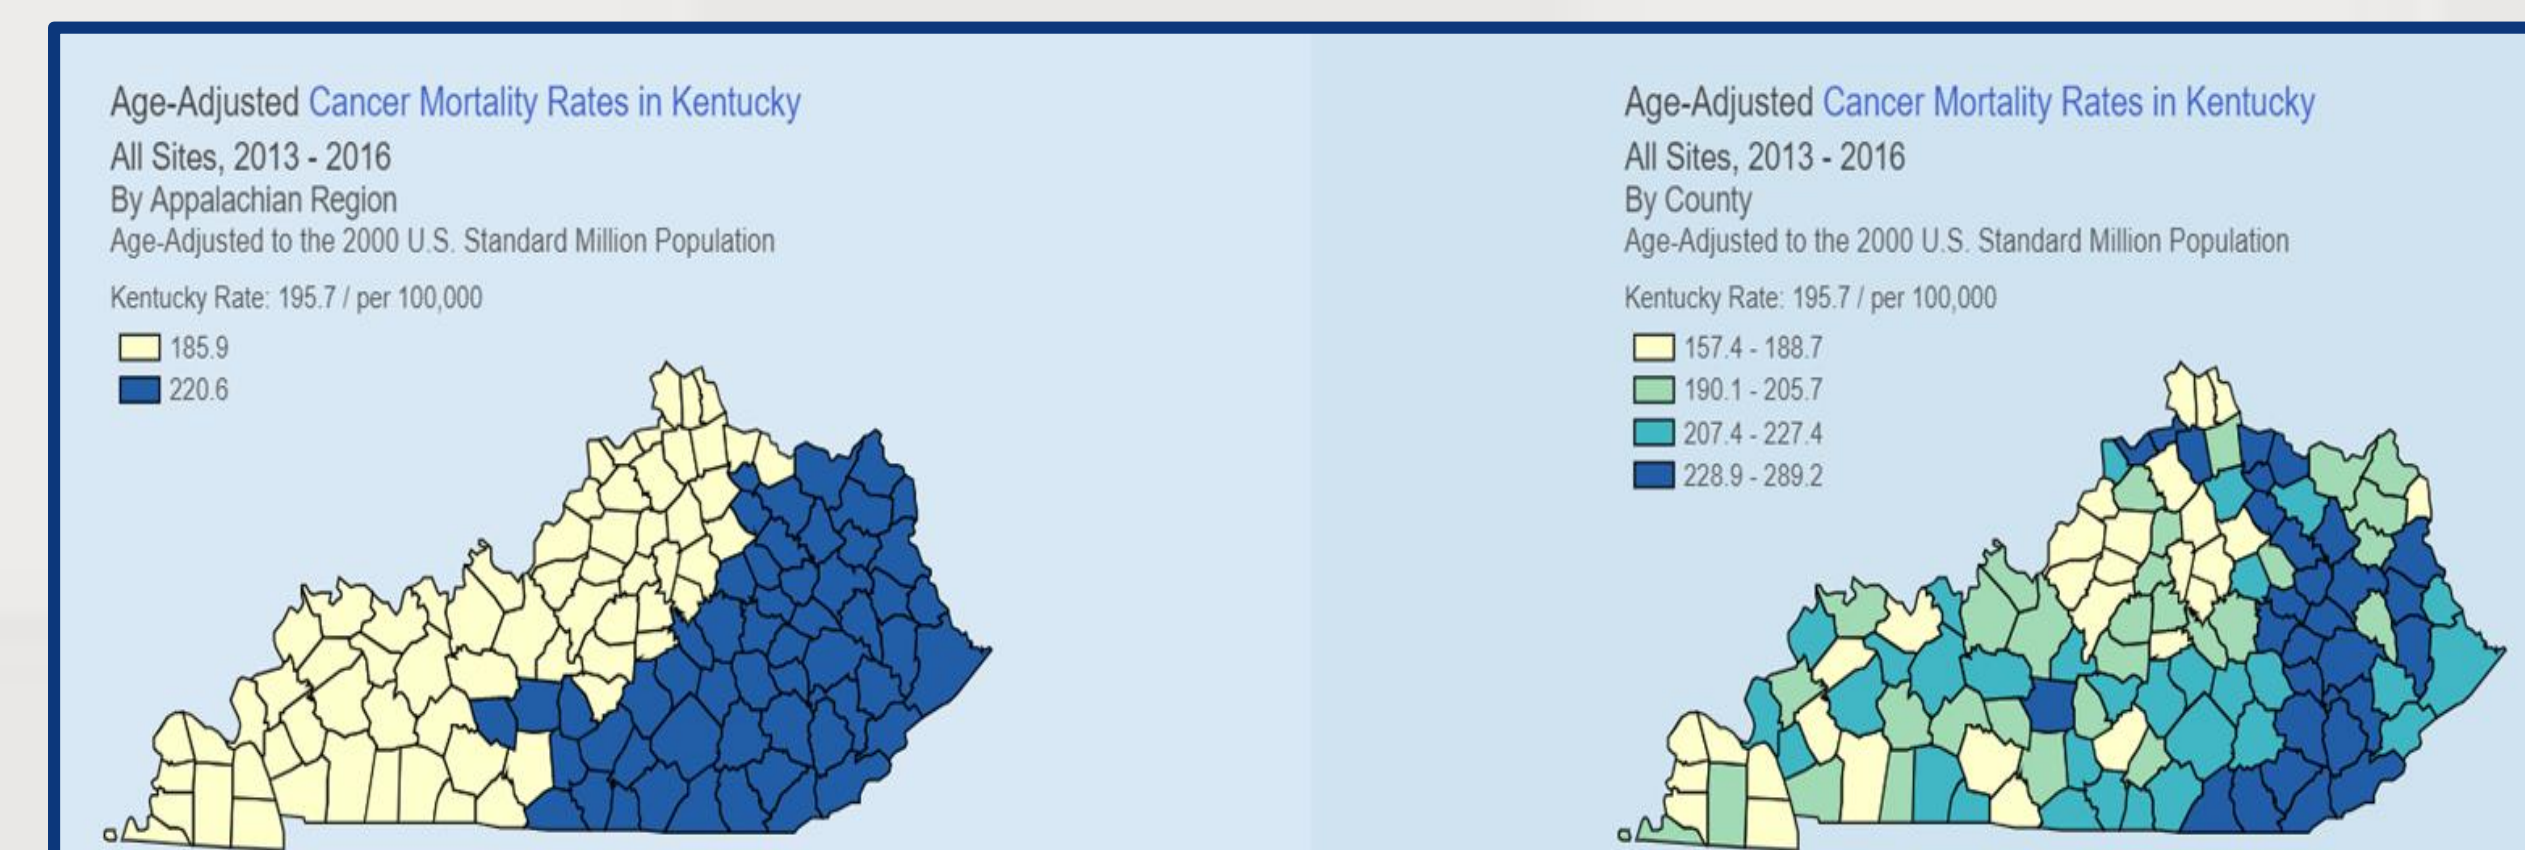 Age-Adjusted Cancer Mortality Rates in Kentucky
All Sites, 2013 - 2016
By Appalachian Region
Age-Adjusted to the 2000 U.S. Standard Million Population
Kentucky Rate: 195.7 / per 100,000
185.9
220.6
Age-Adjusted Cancer Mortality Rates in Kentucky
All Sites, 2013 - 2016
By County
Age-Adjusted to the 2000 U.S. Standard Million Population
Kentucky Rate: 195.7 / per 100,000
157.4 - 188.7
190.1 - 205.7
207.4 - 227.4
228.9 - 289.2